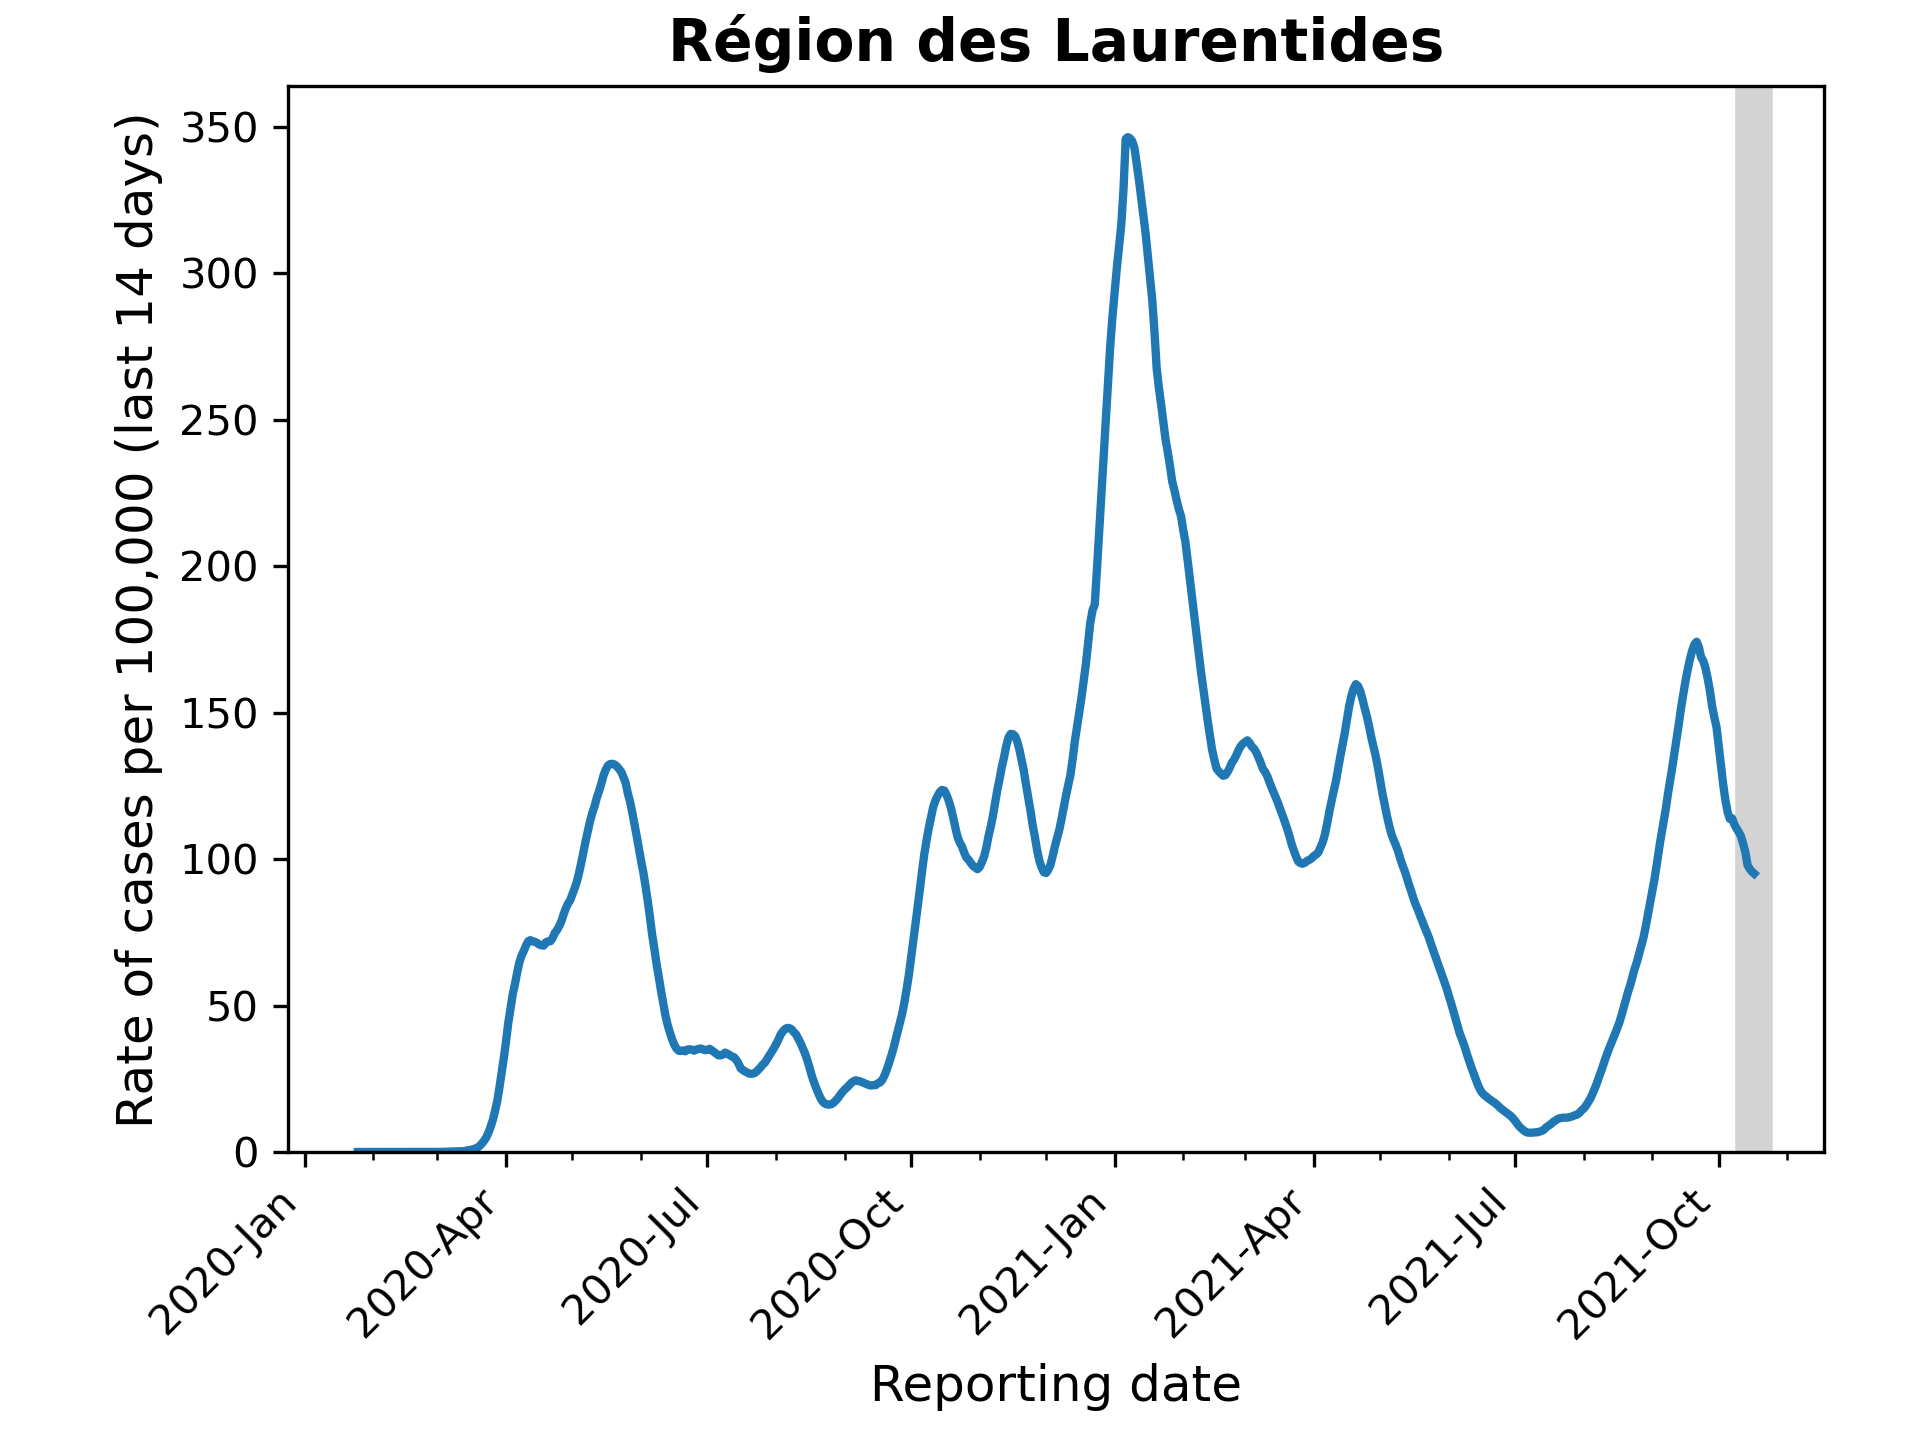 Région des Laurentides
Rate of cases per 100,000 (last 14 days)
350
300
250
200
150
100
50
0
2020-Jan
2020-Apr
2020-Jul
2020-Oct
2021-Jan
2021-Apr
2021-Jul
2021-Oct
Reporting date